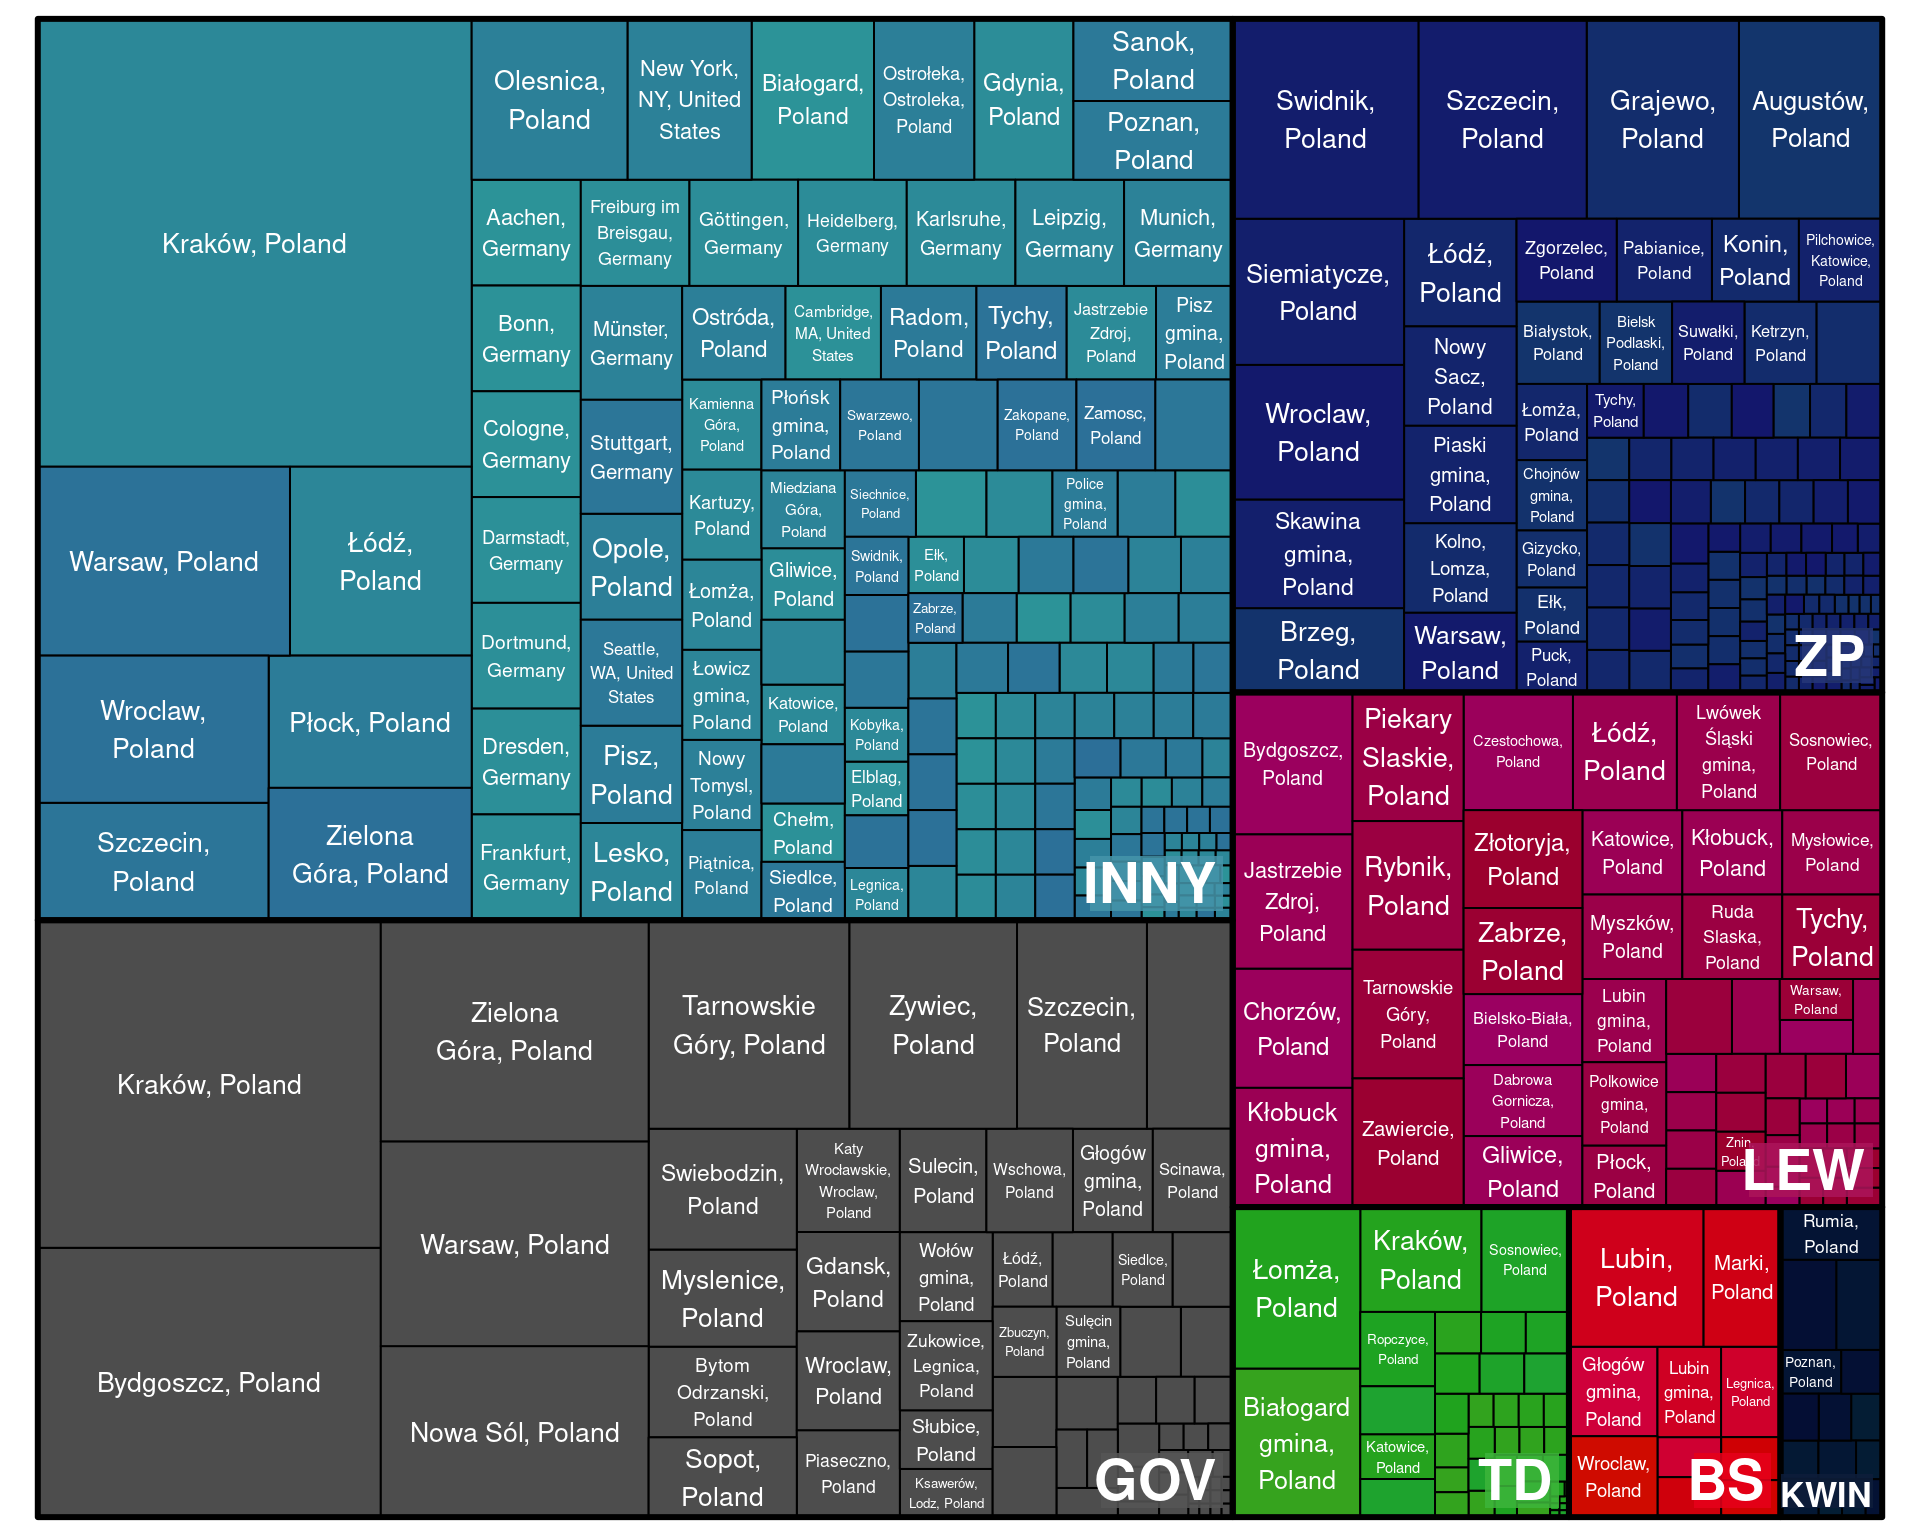 Kraków, Poland
Warsaw, Poland
Łódź,
Poland
Wroclaw,
Poland
Płock, Poland
Szczecin,
Poland
Zielona
Góra, Poland
Olesnica,
Poland
New York,
NY, United
States
Białogard,
Poland
Ostrołeka,
Ostroleka,
Poland
Gdynia,
Poland
Sanok,
Poland
Poznan,
Poland
Aachen,
Germany
Freiburg im
Breisgau,
Germany
Göttingen,
Germany
Heidelberg,
Germany
Karlsruhe,
Germany
Leipzig,
Germany
Munich,
Germany
Bonn,
Germany
Cologne,
Germany
Darmstadt,
Germany
Dortmund,
Germany
Dresden,
Germany
Frankfurt,
Germany
Münster,
Germany
Stuttgart,
Germany
Opole,
Poland
Seattle,
WA, United
States
Pisz,
Poland
Lesko,
Poland
Ostróda,
Poland
Cambridge,
MA, United
States
Radom,
Poland
Tychy,
Poland
Jastrzebie
Zdroj,
Poland
Pisz
gmina,
Poland
Kamienna
Góra,
Poland
Kartuzy,
Poland
Łomża,
Poland
Łowicz
gmina,
Poland
Nowy
Tomysl,
Poland
Piątnica,
Poland
Płońsk
gmina,
Poland
Swarzewo,
Poland
Zakopane,
Poland
Zamosc,
Poland
Miedziana
Góra,
Poland
Gliwice,
Poland
Katowice,
Poland
Chełm,
Poland
Siedlce,
Poland
Siechnice,
Poland
Police
gmina,
Poland
Swidnik,
Poland
Ełk,
Poland
Zabrze,
Poland
Kobyłka,
Poland
Elblag,
Poland
Legnica,
Poland
INNY
Swidnik,
Poland
Szczecin,
Poland
Grajewo,
Poland
Augustów,
Poland
Siemiatycze,
Poland
Wroclaw,
Poland
Skawina
gmina,
Poland
Brzeg,
Poland
Łódź,
Poland
Nowy
Sacz,
Poland
Piaski
gmina,
Poland
Kolno,
Lomza,
Poland
Warsaw,
Poland
Zgorzelec,
Poland
Pabianice,
Poland
Konin,
Poland
Pilchowice,
Katowice,
Poland
Białystok,
Poland
Bielsk
Podlaski,
Poland
Suwałki,
Poland
Ketrzyn,
Poland
Łomża,
Poland
Chojnów
gmina,
Poland
Gizycko,
Poland
Ełk,
Poland
Puck,
Poland
Tychy,
Poland
ZP
Bydgoszcz,
Poland
Jastrzebie
Zdroj,
Poland
Chorzów,
Poland
Kłobuck
gmina,
Poland
Piekary
Slaskie,
Poland
Rybnik,
Poland
Tarnowskie
Góry,
Poland
Zawiercie,
Poland
Czestochowa,
Poland
Łódź,
Poland
Lwówek
Śląski
gmina,
Poland
Sosnowiec,
Poland
Złotoryja,
Poland
Zabrze,
Poland
Bielsko-Biała,
Poland
Dabrowa
Gornicza,
Poland
Gliwice,
Poland
Katowice,
Poland
Kłobuck,
Poland
Mysłowice,
Poland
Myszków,
Poland
Ruda
Slaska,
Poland
Tychy,
Poland
Lubin
gmina,
Poland
Polkowice
gmina,
Poland
Płock,
Poland
Warsaw,
Poland
Znin,
Poland
LEW
Kraków, Poland
Bydgoszcz, Poland
Zielona
Góra, Poland
Warsaw, Poland
Nowa Sól, Poland
Tarnowskie
Góry, Poland
Zywiec,
Poland
Szczecin,
Poland
Swiebodzin,
Poland
Myslenice,
Poland
Bytom
Odrzanski,
Poland
Sopot,
Poland
Katy
Wrocławskie,
Wroclaw,
Poland
Gdansk,
Poland
Wroclaw,
Poland
Piaseczno,
Poland
Sulecin,
Poland
Wschowa,
Poland
Głogów
gmina,
Poland
Scinawa,
Poland
Wołów
gmina,
Poland
Zukowice,
Legnica,
Poland
Słubice,
Poland
Ksawerów,
Lodz, Poland
Łódź,
Poland
Siedlce,
Poland
Zbuczyn,
Poland
Sulęcin
gmina,
Poland
GOV
Łomża,
Poland
Białogard
gmina,
Poland
Kraków,
Poland
Sosnowiec,
Poland
Ropczyce,
Poland
Katowice,
Poland
TD
Lubin,
Poland
Marki,
Poland
Głogów
gmina,
Poland
Lubin
gmina,
Poland
Legnica,
Poland
Wroclaw,
Poland
BS
Rumia,
Poland
Poznan,
Poland
KWIN